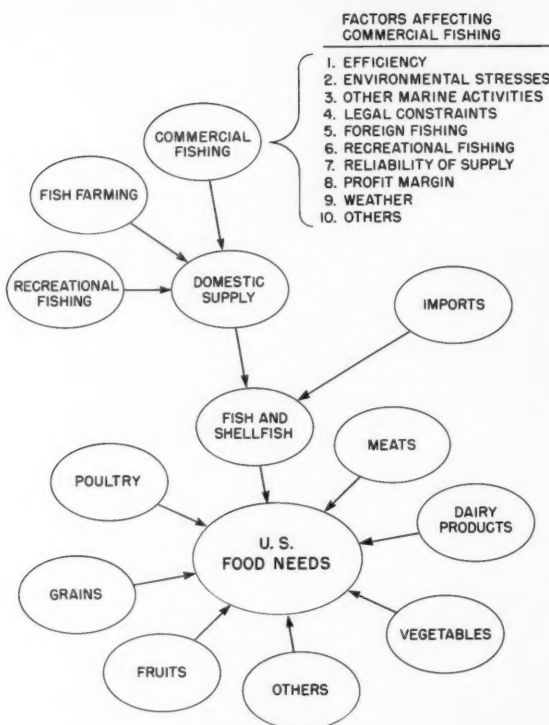 FACTORS AFFECTING
COMMERCIAL FISHING
1. EFFICIENCY
2. ENVIRONMENTAL STRESSES
3. OTHER MARINE ACTIVITIES
4. LEGAL CONSTRAINTS
5. FOREIGN FISHING
6. RECREATIONAL FISHING
7. RELIABILITY OF SUPPLY
8. PROFIT MARGIN
9. WEATHER
10. OTHERS
COMMERCIAL
FISHING
FISH FARMING
RECREATIONAL
FISHING
DOMESTIC
SUPPLY
IMPORTS
FISH AND
SHELLFISH
MEATS
POULTRY
DAIRY
PRODUCTS
U. S.
FOOD NEEDS
GRAINS
VEGETABLES
FRUITS
OTHERS